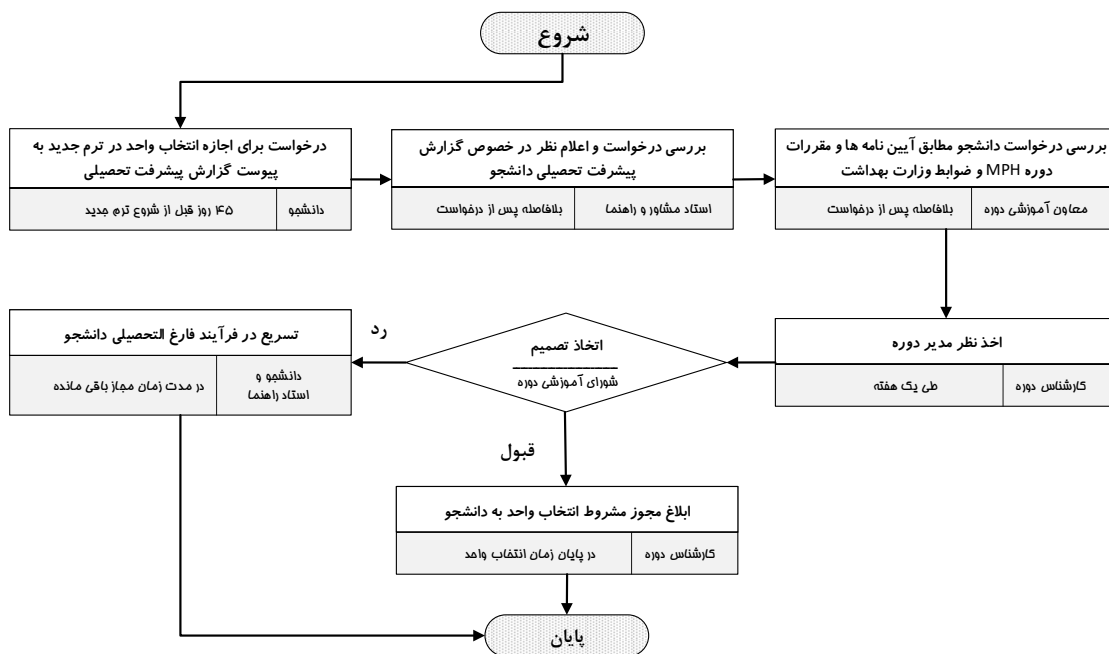 شروع
درخواست برای اجازه انتخاب واحد در ترم جدید به
پیوست گزارش پیشرفت تحصیلی
دانشجو
۴۵ روز قبل از شروع ترم جدید
بررسی درخواست و اعلام نظر در خصوص گزارش
پیشرفت تحصیلی دانشجو
استاد مشاور و راهنما
بلافاصله پس از درخواست
بررسی درخواست دانشجو مطابق آیین نامه ها و مقررات
دوره MPH و ضوابط وزارت بهداشت
معاون آموزشی دوره
بلافاصله پس از درخواست
اخذ نظر مدیر دوره
کارشناس دوره
طی یک هفته
اتخاذ تصمیم
شورای آموزشی دوره
رد
تسریع در فرآیند فارغ التحصیلی دانشجو
دانشجو و
استاد راهنما
در مدت زمان مجاز باقی مانده
قبول
ابلاغ مجوز مشروط انتخاب واحد به دانشجو
کارشناس دوره
در پایان زمان انتخاب واحد
پایان